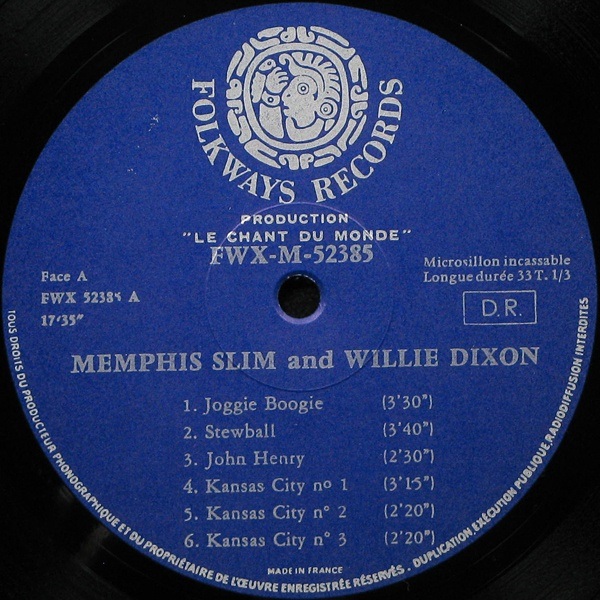 FOLKWAYS RECORDS
PRODUCTION
"LE CHANT DU MONDE"
FWX-M-52385
Face A
FWX 52385 A
17'35"
Microsillon incassable
Longue durée 33 T. 1/3
D.R.
MEMPHIS SLIM and WILLIE DIXON
1. Joggie Boogie (3'30")
2. Stewball (3'40")
3. John Henry (2'30")
4. Kansas City nº 1 (3'15")
5. Kansas City n° 2 (2'20")
6. Kansas City n° 3 (2'20")
MADE IN FRANCE
TOUS DROITS DU PRODUCTEUR PHONOGRAPHIQUE ET DU PROPRIÉTAIRE DE L'ŒUVRE ENREGISTRÉE RÉSERVÉS. DUPLICATION EXÉCUTION PUBLIQUE, RADIODIFFUSION INTERDITES